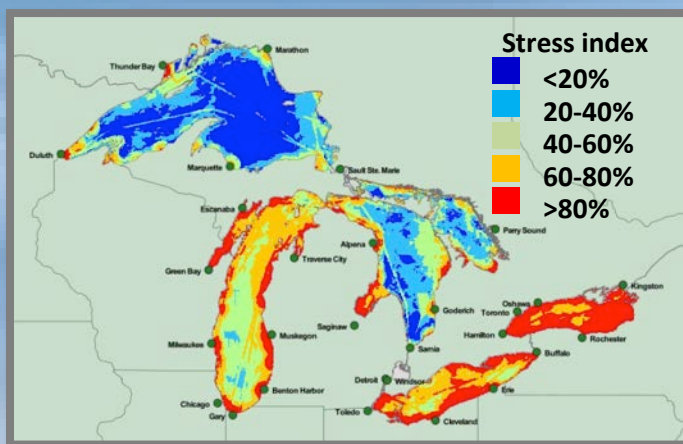 Stress index
<20%
20-40%
40-60%
60-80%
>80%
Marathon
Thunder Bay
Duluth
Marquette
Sault Ste. Marie
Escanaba
Parry Sound
Alpena
Green Bay
Traverse City
Kingston
Oshawa
Toronto
Goderich
Saginaw
Hamilton
Rochester
Milwaukee
Muskegon
Sarnia
Buffalo
Detroit
Windsor
Benton Harbor
Erie
Chicago
Toledo
Gary
Cleveland